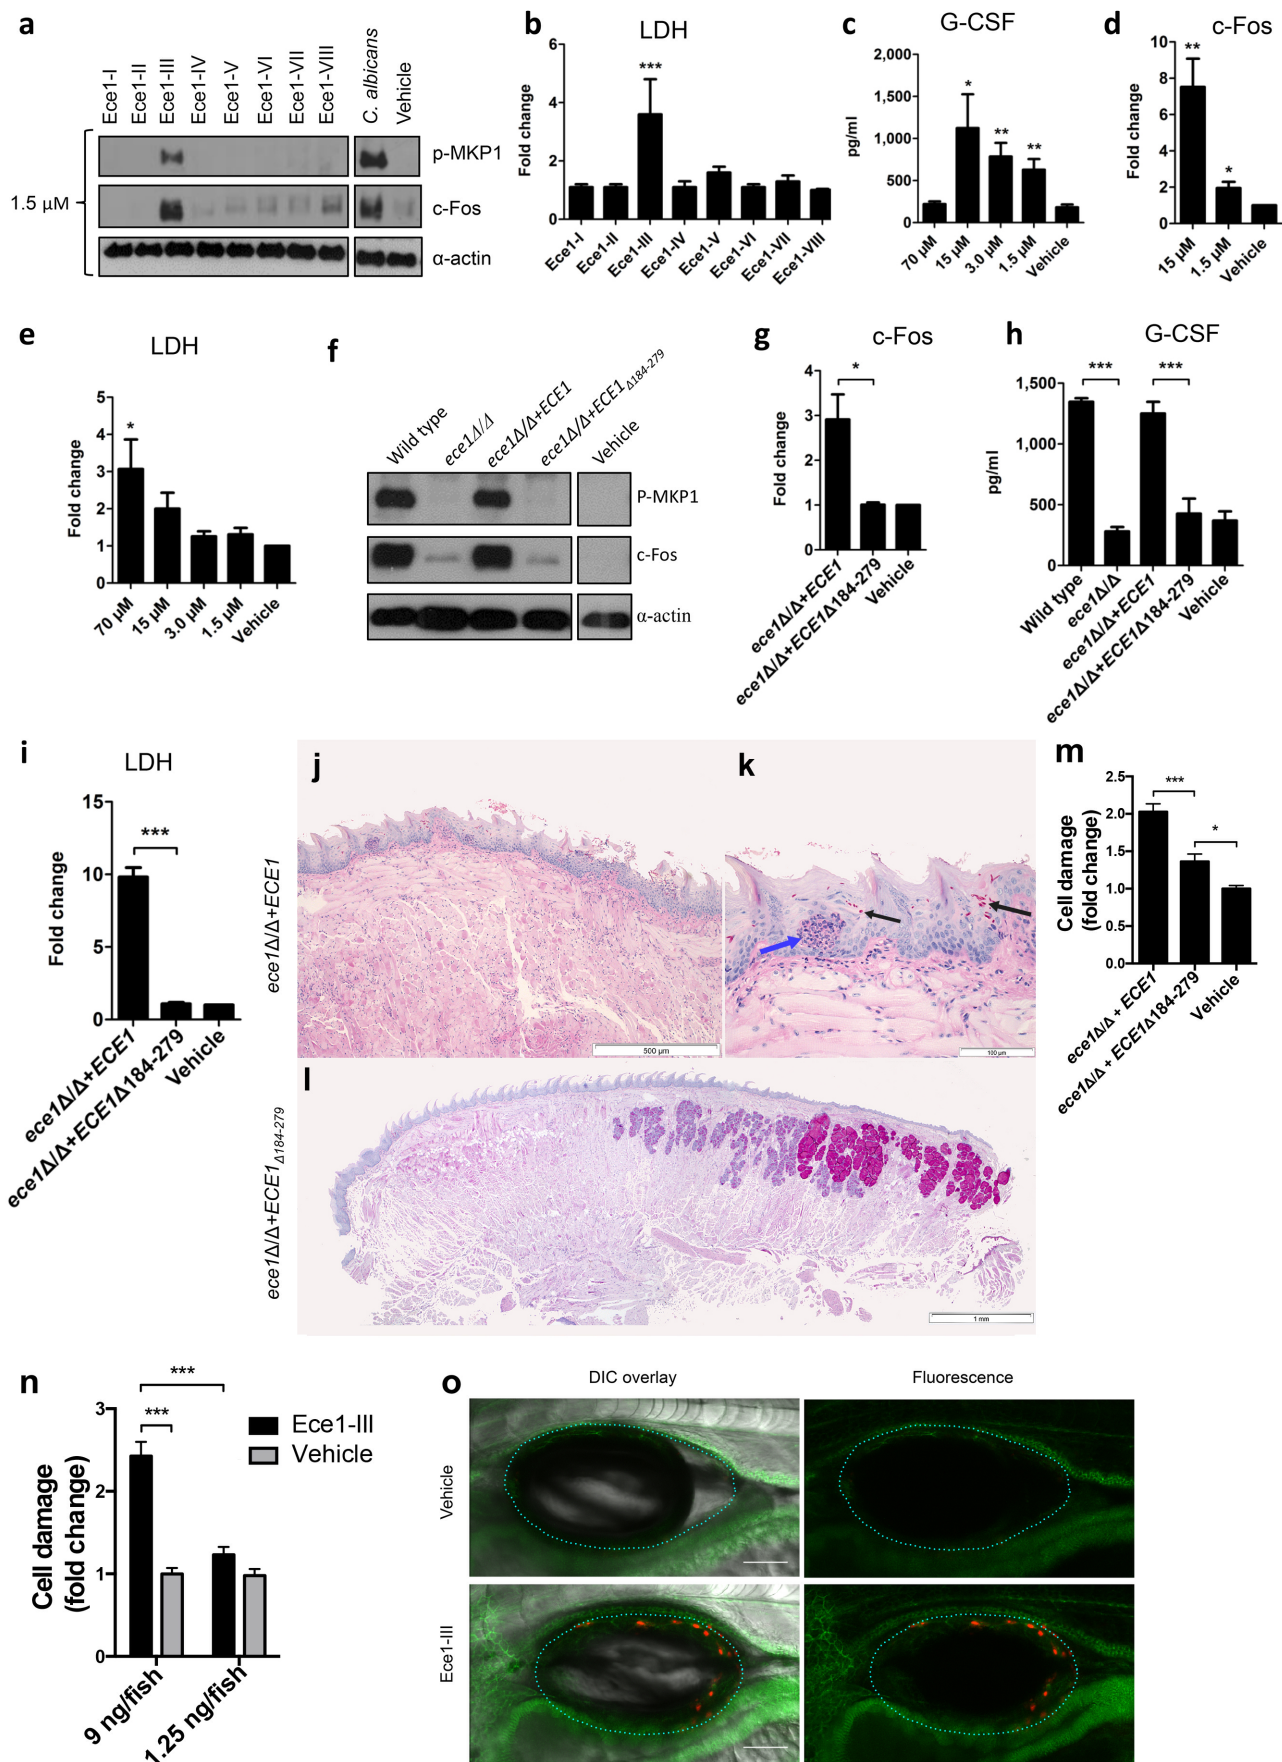 a
Ece1-I
Ece1-II
Ece1-III
Ece1-IV
Ece1-V
Ece1-VI
Ece1-VII
Ece1-VIII
C. albicans
Vehicle
1.5 µM
p-MKP1
c-Fos
α-actin
b
LDH
Fold change
6
4
2
0
Ece1-I
Ece1-II
Ece1-III
Ece1-IV
Ece1-V
Ece1-VI
Ece1-VII
Ece1-VIII
***
c
G-CSF
pg/ml
2,000
1,500
1,000
500
0
*
**
**
70 µM
15 µM
3.0 µM
1.5 µM
Vehicle
d
c-Fos
Fold change
10
8
6
4
2
0
**
*
15 µM
1.5 µM
Vehicle
e
LDH
Fold change
5
4
3
2
1
0
*
70 µM
15 µM
3.0 µM
1.5 µM
Vehicle
f
Wild type
ece1Δ/Δ
ece1Δ/Δ+ECE1
ece1Δ/Δ+ECE1Δ184-279
Vehicle
P-MKP1
c-Fos
α-actin
g
c-Fos
Fold change
4
3
2
1
0
*
ece1Δ/Δ+ECE1
ece1Δ/Δ+ECE1Δ184-279
Vehicle
h
G-CSF
pg/ml
1,500
1,000
500
0
***
***
Wild type
ece1Δ/Δ
ece1Δ/Δ+ECE1
ece1Δ/Δ+ECE1Δ184-279
Vehicle
i
LDH
Fold change
15
10
5
0
***
ece1Δ/Δ+ECE1
ece1Δ/Δ+ECE1Δ184-279
Vehicle
ece1Δ/Δ+ECE1
j
500 µm
k
100 µm
ece1Δ/Δ+ECE1Δ184-279
l
1 mm
m
Cell damage
(fold change)
2.5
2.0
1.5
1.0
0.5
0.0
***
*
ece1Δ/Δ + ECE1
ece1Δ/Δ + ECE1Δ184-279
Vehicle
n
Cell damage
(fold change)
3
2
1
0
***
***
Ece1-III
Vehicle
9 ng/fish
1.25 ng/fish
o
DIC overlay
Fluorescence
Vehicle
Ece1-III